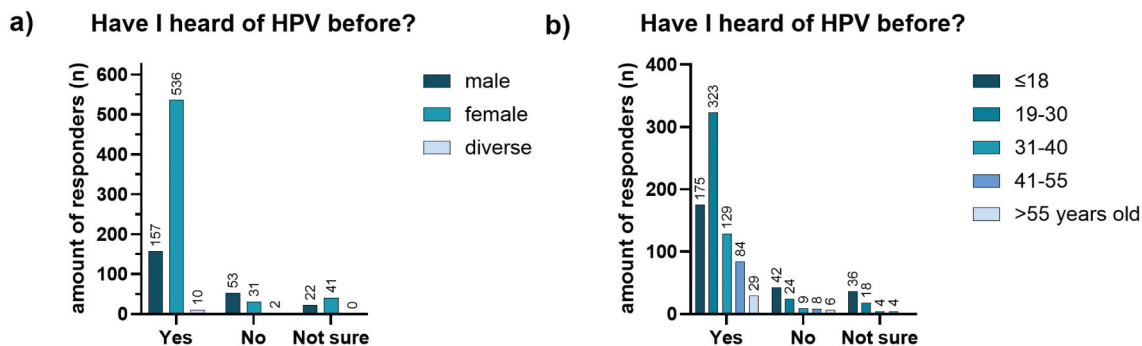 a)
Have I heard of HPV before?
amount of responders (n)
600
500
400
300
200
100
0
157
536
10
53
31
2
22
41
0
Yes
No
Not sure
male
female
diverse
b)
Have I heard of HPV before?
amount of responders (n)
400
300
200
100
0
175
323
129
84
29
42
24
9
8
6
36
18
4
4
Yes
No
Not sure
≤18
19-30
31-40
41-55
>55 years old